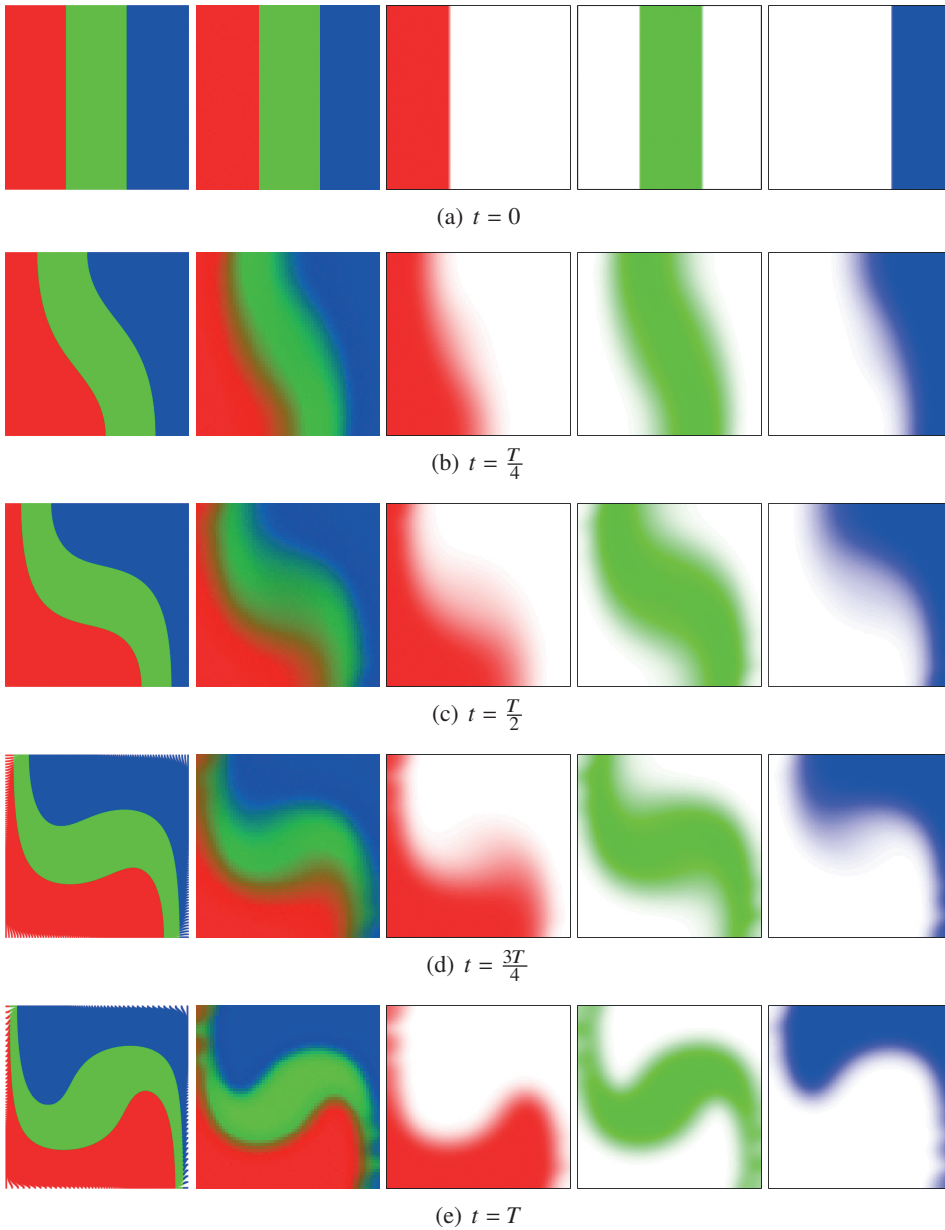 (a) t = 0
(b) t = T/4
(c) t = T/2
(d) t = 3T/4
(e) t = T